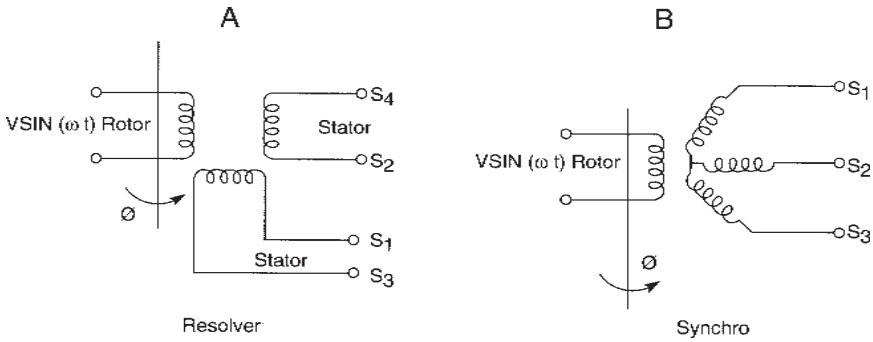 A
VSIN (ω t) Rotor
S4
Stator
S2
Ø
S1
Stator
S3
Resolver
B
VSIN (ω t) Rotor
S1
S2
S3
Ø
Synchro